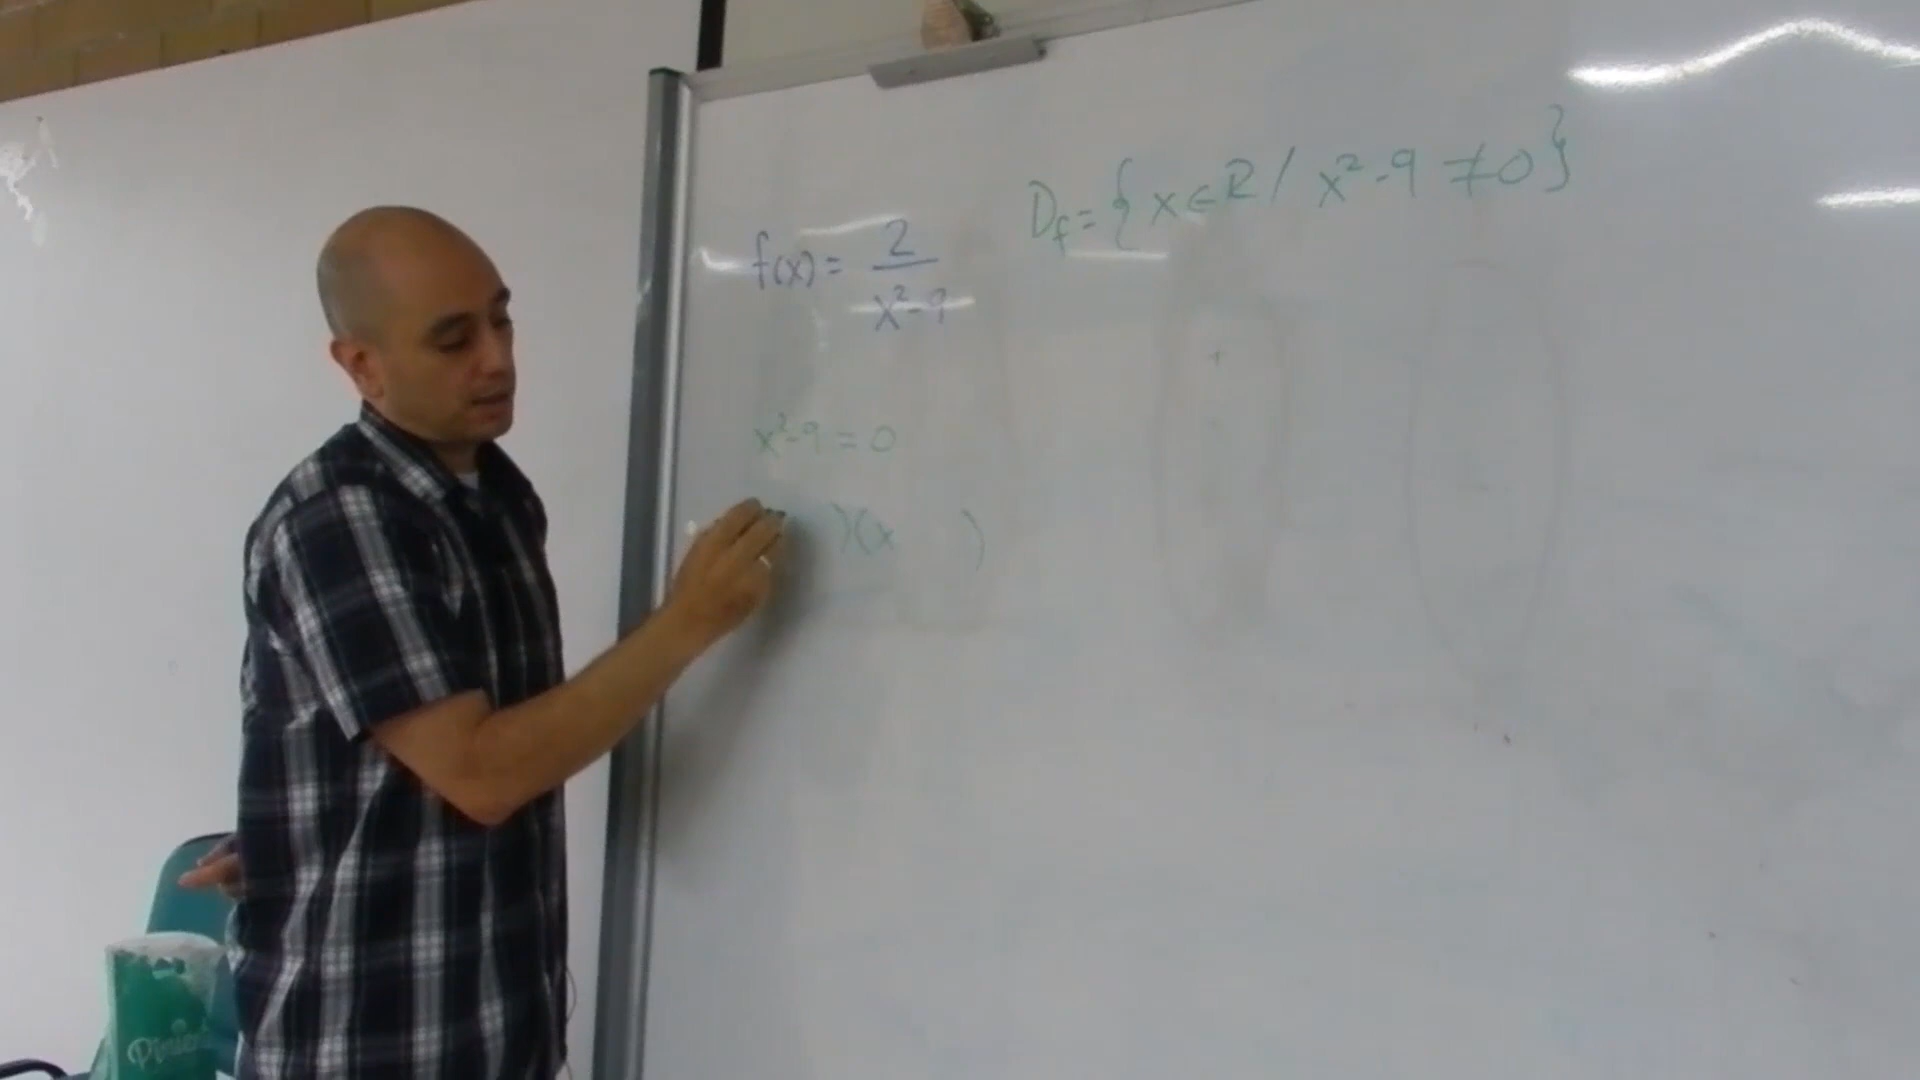 f(x) = 2 / (x² - 9)
D_f = { x ∈ R / x² - 9 ≠ 0 }
x² - 9 = 0
)(x )